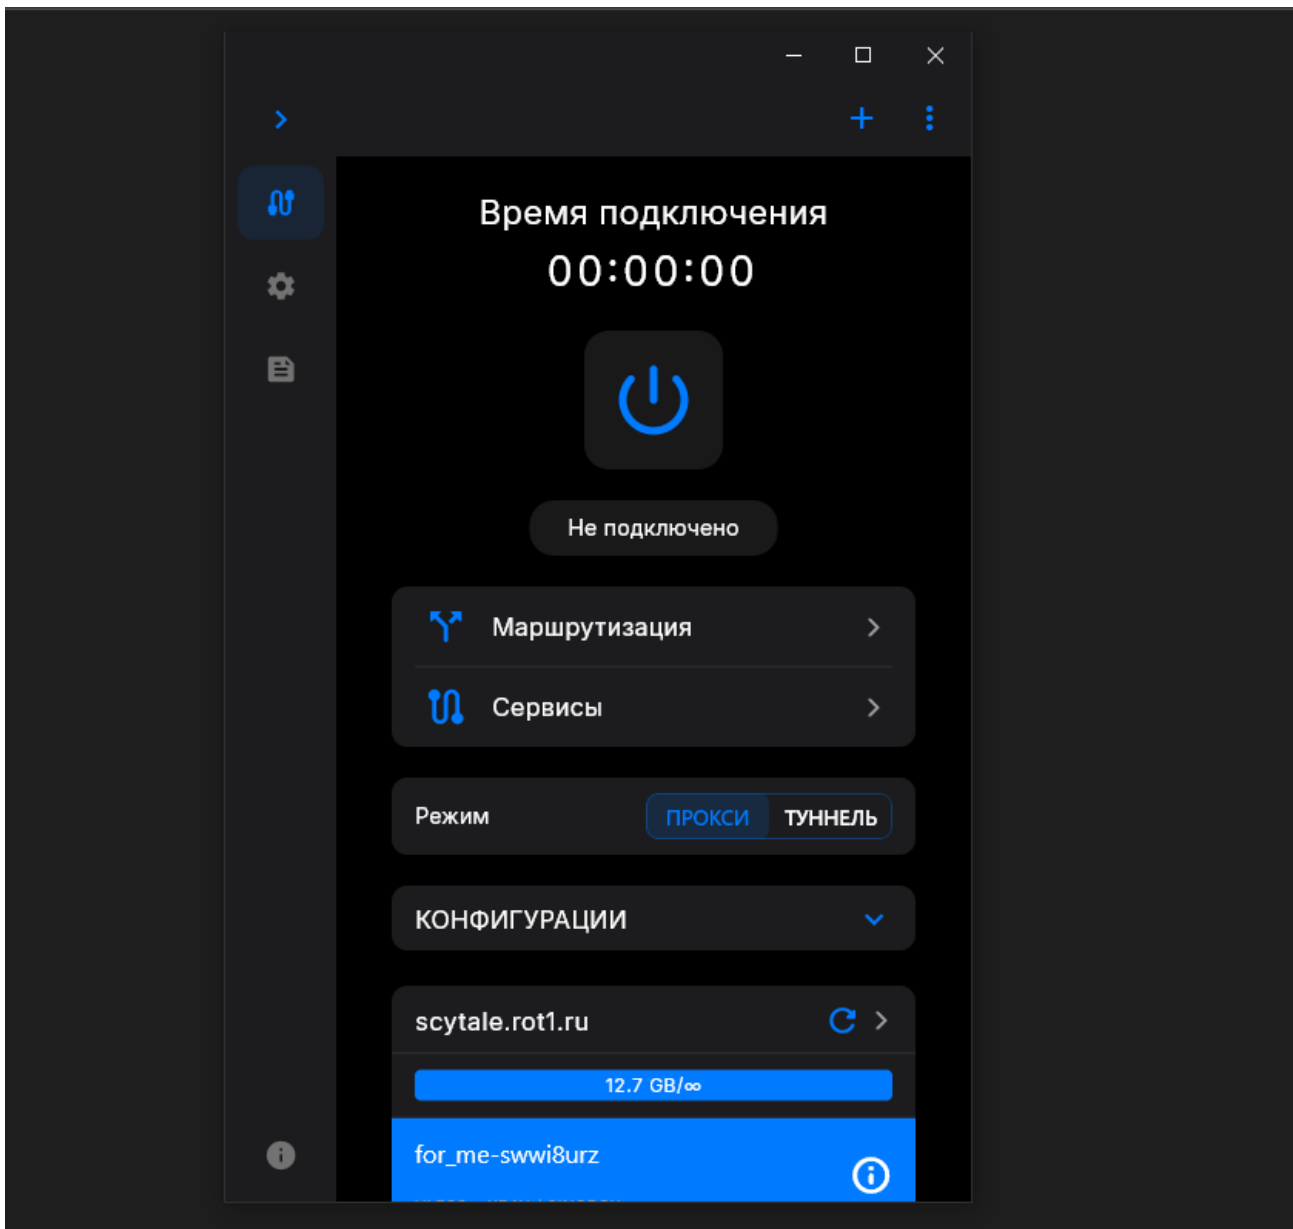 Время подключения
00:00:00
Не подключено
Маршрутизация
Сервисы
Режим ПРОКСИ ТУННЕЛЬ
КОНФИГУРАЦИИ
scytale.rot1.ru
12.7 GB/∞
for_me-swwi8urz